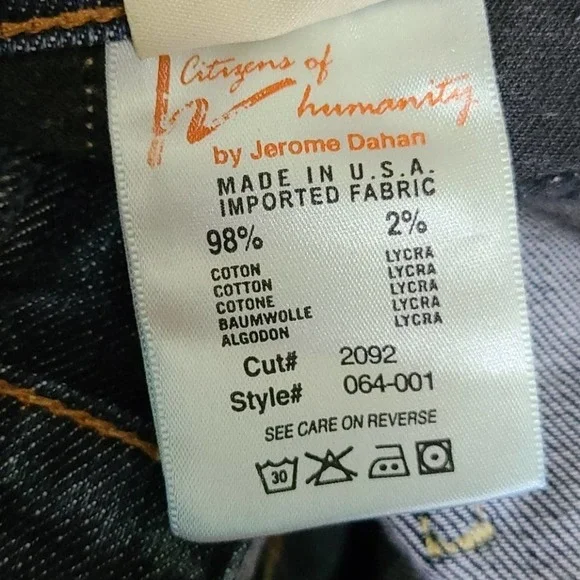 Citizens of
humanity
by Jerome Dahan
MADE IN U.S.A.
IMPORTED FABRIC
98% 2%
COTON LYCRA
COTTON LYCRA
COTONE LYCRA
BAUMWOLLE LYCRA
ALGODON LYCRA
Cut# 2092
Style# 064-001
SEE CARE ON REVERSE
30